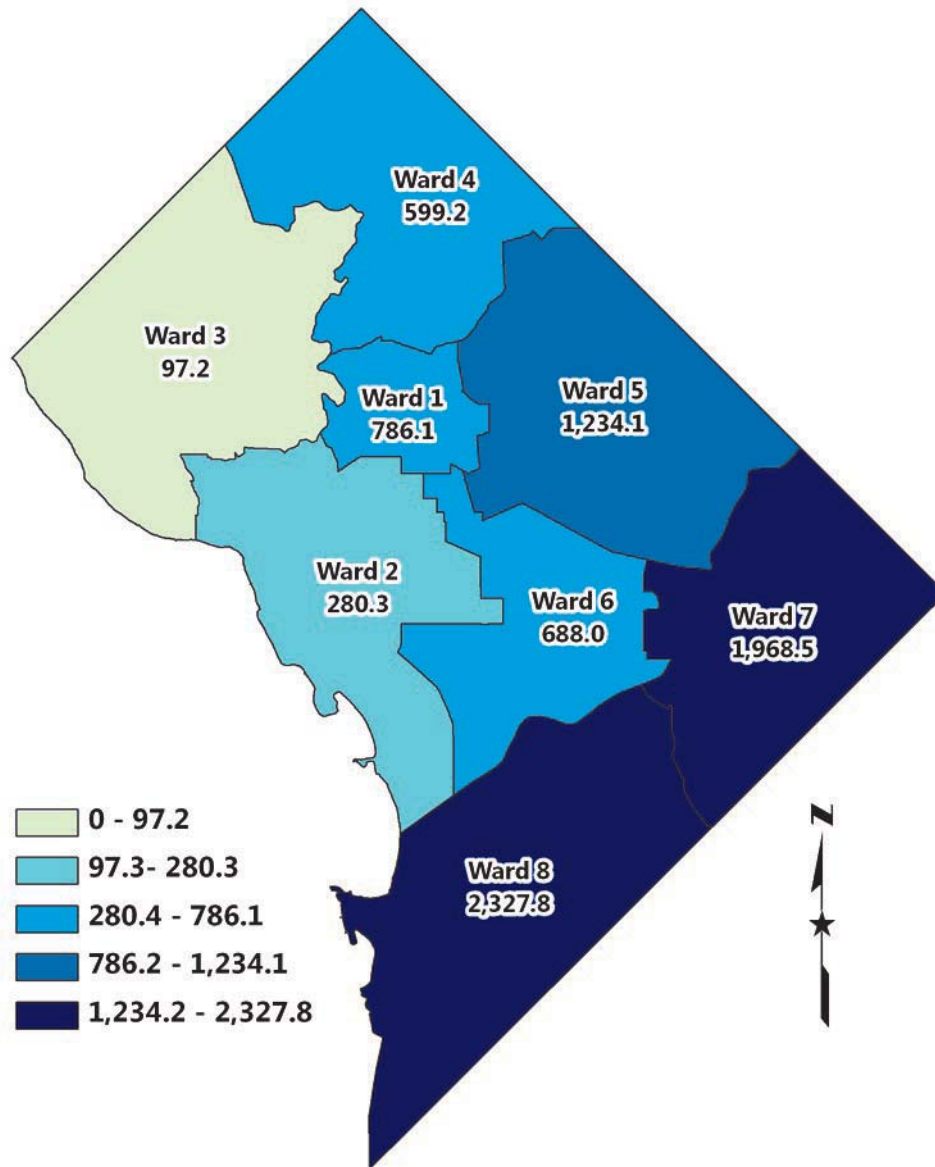 Ward 4
599.2
Ward 3
97.2
Ward 1
786.1
Ward 5
1,234.1
Ward 2
280.3
Ward 6
688.0
Ward 7
1,968.5
Ward 8
2,327.8
0 - 97.2
97.3- 280.3
280.4 - 786.1
786.2 - 1,234.1
1,234.2 - 2,327.8
N